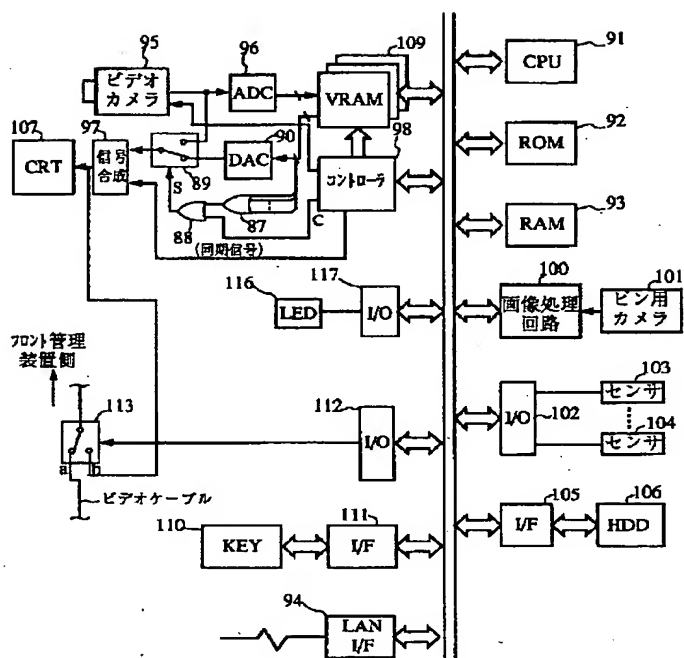 95
ビデオ
カメラ
96
ADC
109
VRAM
98
コントローラ
107
CRT
97
信号
合成
90
DAC
89
S
88
87
C
(同期信号)
116
LED
117
I/O
フロント管理
装置側
113
a
b
ビデオケーブル
112
I/O
110
KEY
111
I/F
94
LAN
I/F
91
CPU
92
ROM
93
RAM
100
画像処理
回路
101
ピン用
カメラ
103
センサ
I/O
102
104
センサ
105
I/F
106
HDD